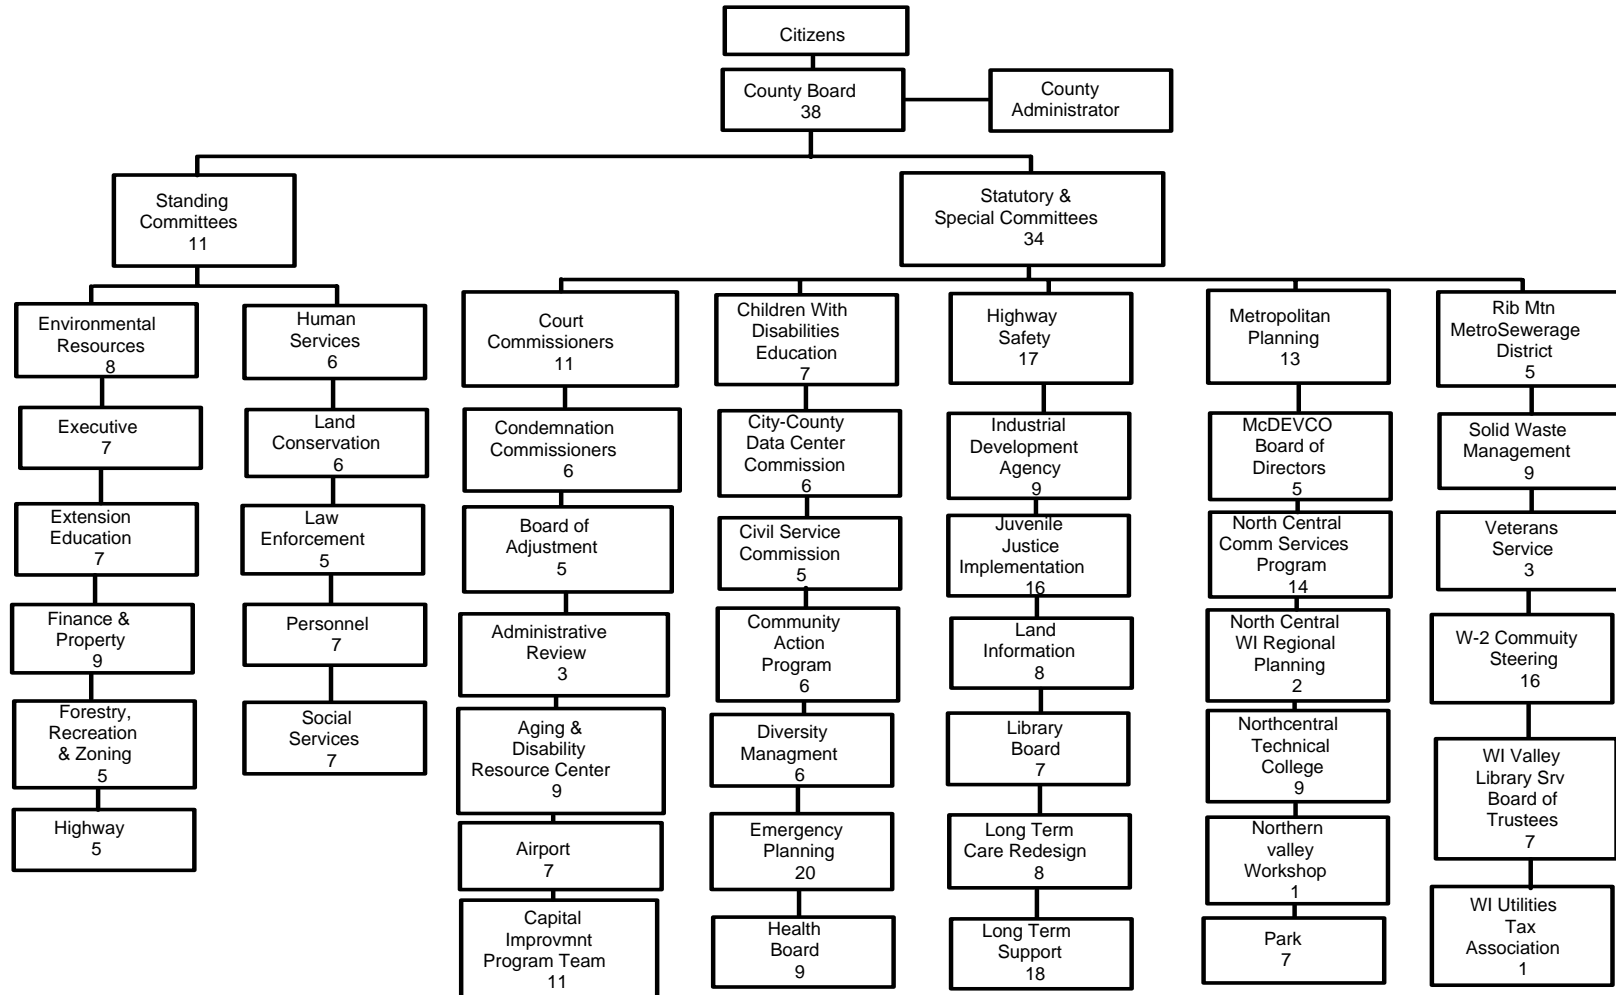 Citizens
County Board
38
County
Administrator
Standing
Committees
11
Statutory &
Special Committees
34
Environmental
Resources
8
Executive
7
Extension
Education
7
Finance &
Property
9
Forestry,
Recreation
& Zoning
5
Highway
5
Human
Services
6
Land
Conservation
6
Law
Enforcement
5
Personnel
7
Social
Services
7
Court
Commissioners
11
Condemnation
Commissioners
6
Board of
Adjustment
5
Administrative
Review
3
Aging &
Disability
Resource Center
9
Airport
7
Capital
Improvmnt
Program Team
11
Children With
Disabilities
Education
7
City-County
Data Center
Commission
6
Civil Service
Commission
5
Community
Action
Program
6
Diversity
Managment
6
Emergency
Planning
20
Health
Board
9
Highway
Safety
17
Industrial
Development
Agency
9
Juvenile
Justice
Implementation
16
Land
Information
8
Library
Board
7
Long Term
Care Redesign
8
Long Term
Support
18
Metropolitan
Planning
13
McDEVCO
Board of
Directors
5
North Central
Comm Services
Program
14
North Central
WI Regional
Planning
2
Northcentral
Technical
College
9
Northern
valley
Workshop
1
Park
7
Rib Mtn
MetroSewerage
District
5
Solid Waste
Management
9
Veterans
Service
3
W-2 Commuity
Steering
16
WI Valley
Library Srv
Board of
Trustees
7
WI Utilities
Tax
Association
1